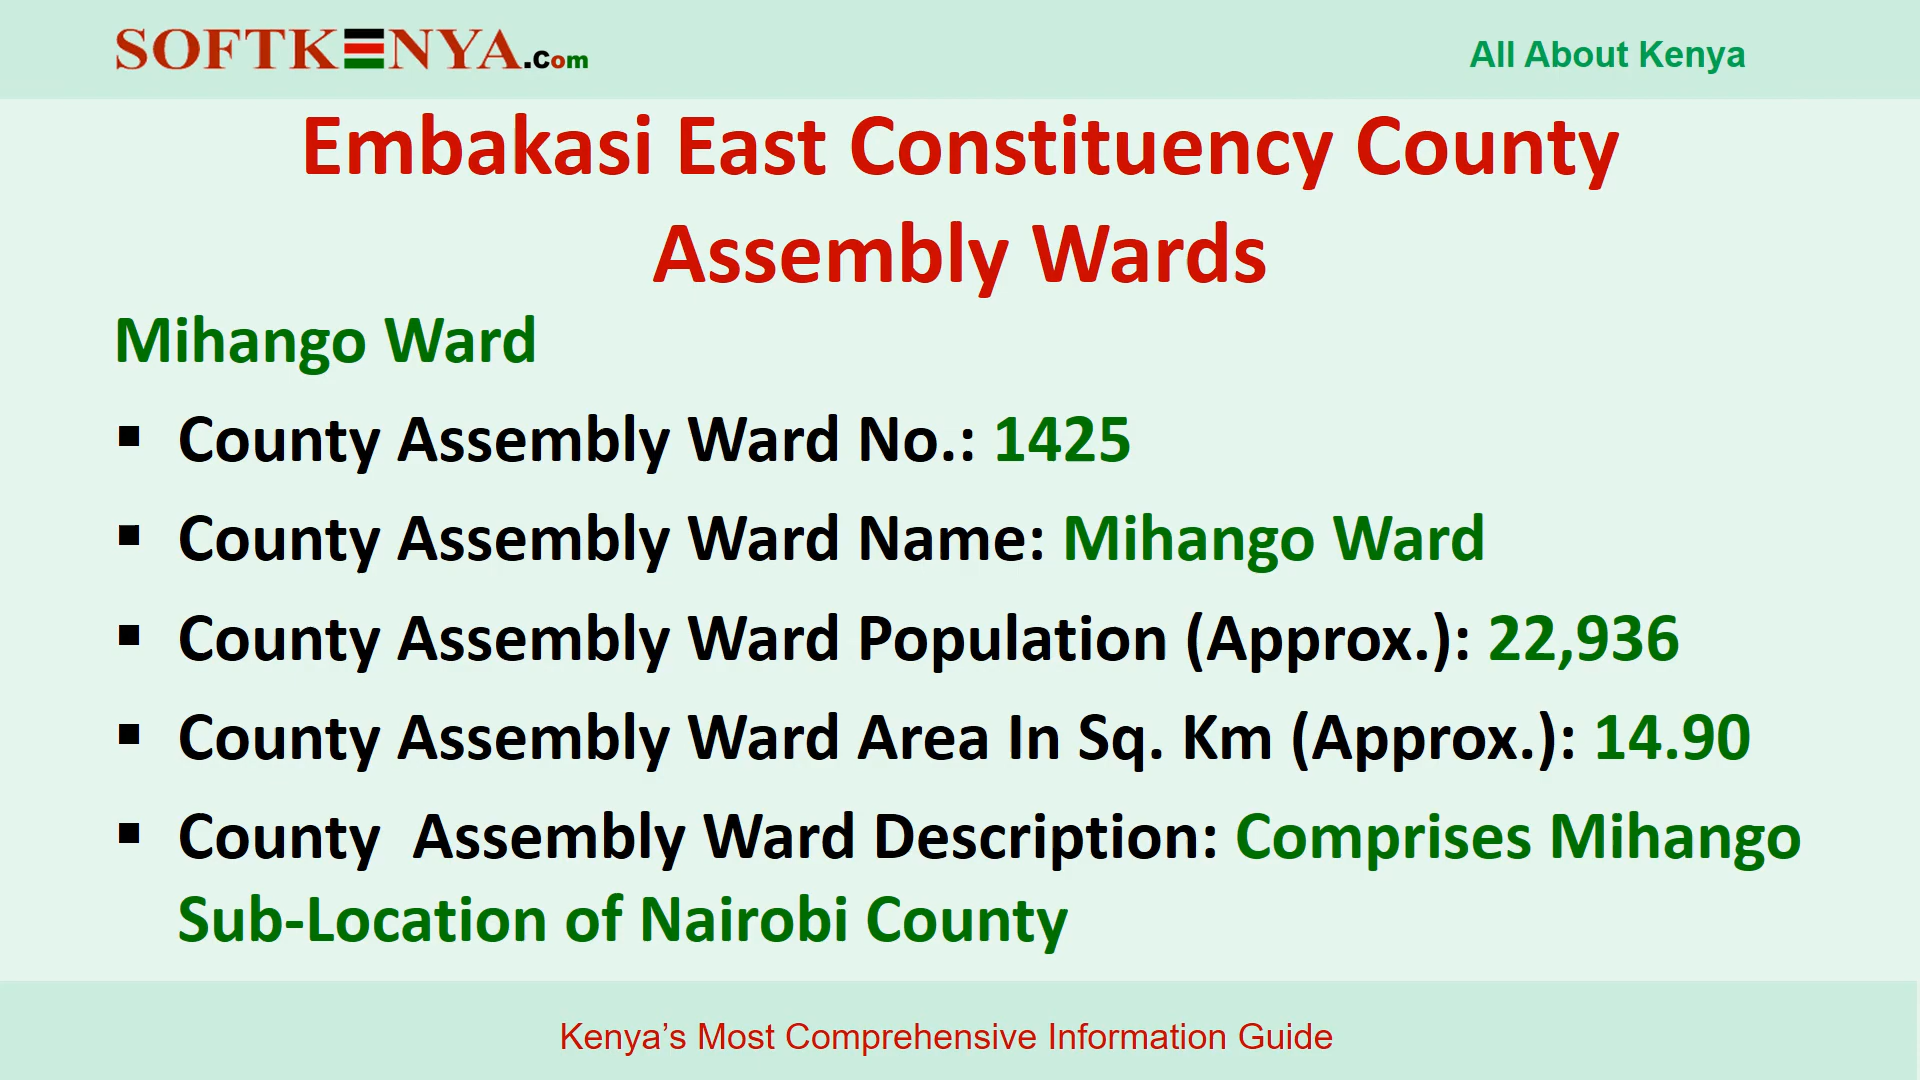 SOFTKENYA.Com
All About Kenya
Embakasi East Constituency County
Assembly Wards
Mihango Ward
▪ County Assembly Ward No.: 1425
▪ County Assembly Ward Name: Mihango Ward
▪ County Assembly Ward Population (Approx.): 22,936
▪ County Assembly Ward Area In Sq. Km (Approx.): 14.90
▪ County  Assembly Ward Description: Comprises Mihango
Sub-Location of Nairobi County
Kenya’s Most Comprehensive Information Guide